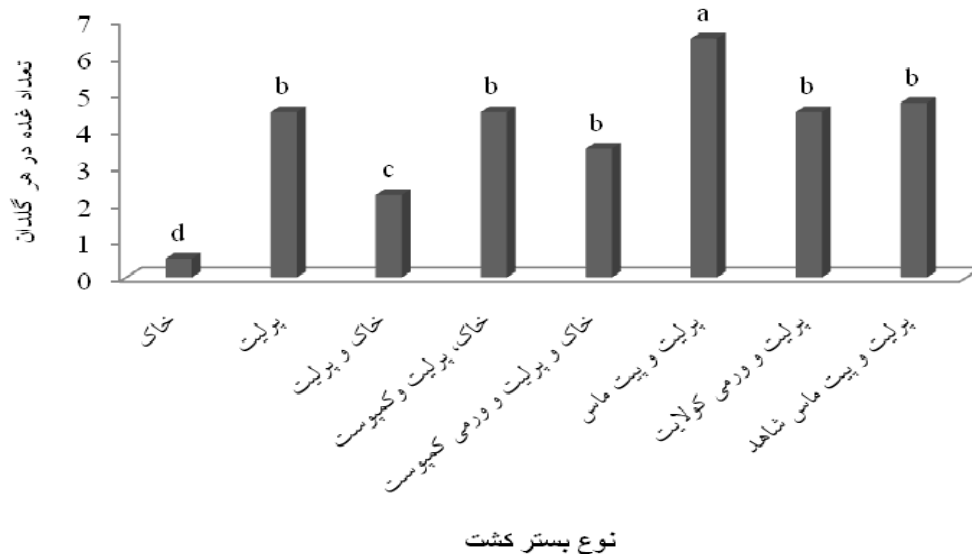 7
6
5
4
3
2
1
0
تعداد غده در هر گلدان
d
b
c
b
b
a
b
b
خاک
پرلیت
خاک و پرلیت
خاک، پرلیت وکمپوست
خاک و پرلیت و ورمی کمپوست
پرلیت و پیت ماس
پرلیت و ورمی کولایت
پرلیت و پیت ماس شاهد
نوع بستر کشت